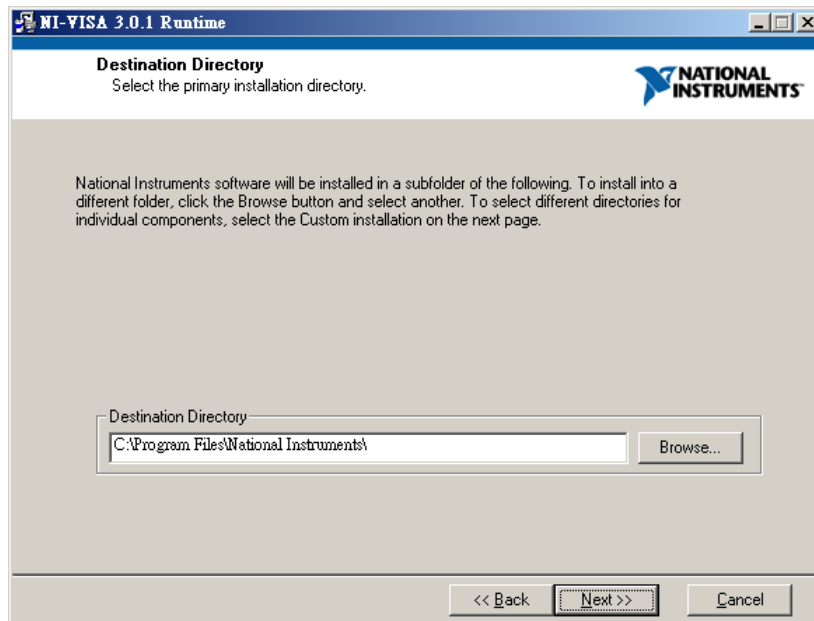 NI-VISA 3.0.1 Runtime
Destination Directory
Select the primary installation directory.
NATIONAL
INSTRUMENTS
National Instruments software will be installed in a subfolder of the following. To install into a
different folder, click the Browse button and select another. To select different directories for
individual components, select the Custom installation on the next page.
Destination Directory
C:\Program Files\National Instruments\
Browse...
<< Back
Next >>
Cancel